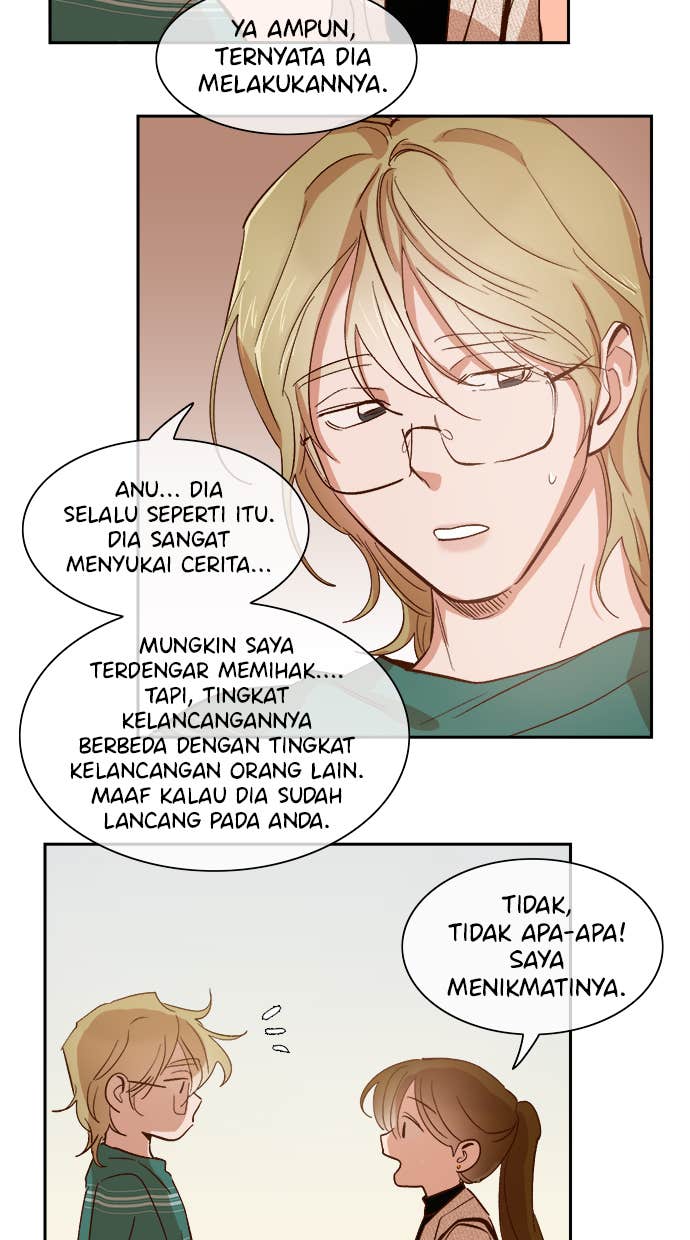 YA AMPUN,
TERNYATA DIA
MELAKUKANNYA.
ANU... DIA
SELALU SEPERTI ITU.
DIA SANGAT
MENYUKAI CERITA...
MUNGKIN SAYA
TERDENGAR MEMIHAK....
TAPI, TINGKAT
KELANCANGANNYA
BERBEDA DENGAN TINGKAT
KELANCANGAN ORANG LAIN.
MAAF KALAU DIA SUDAH
LANCANG PADA ANDA.
TIDAK,
TIDAK APA-APA!
SAYA
MENIKMATINYA.